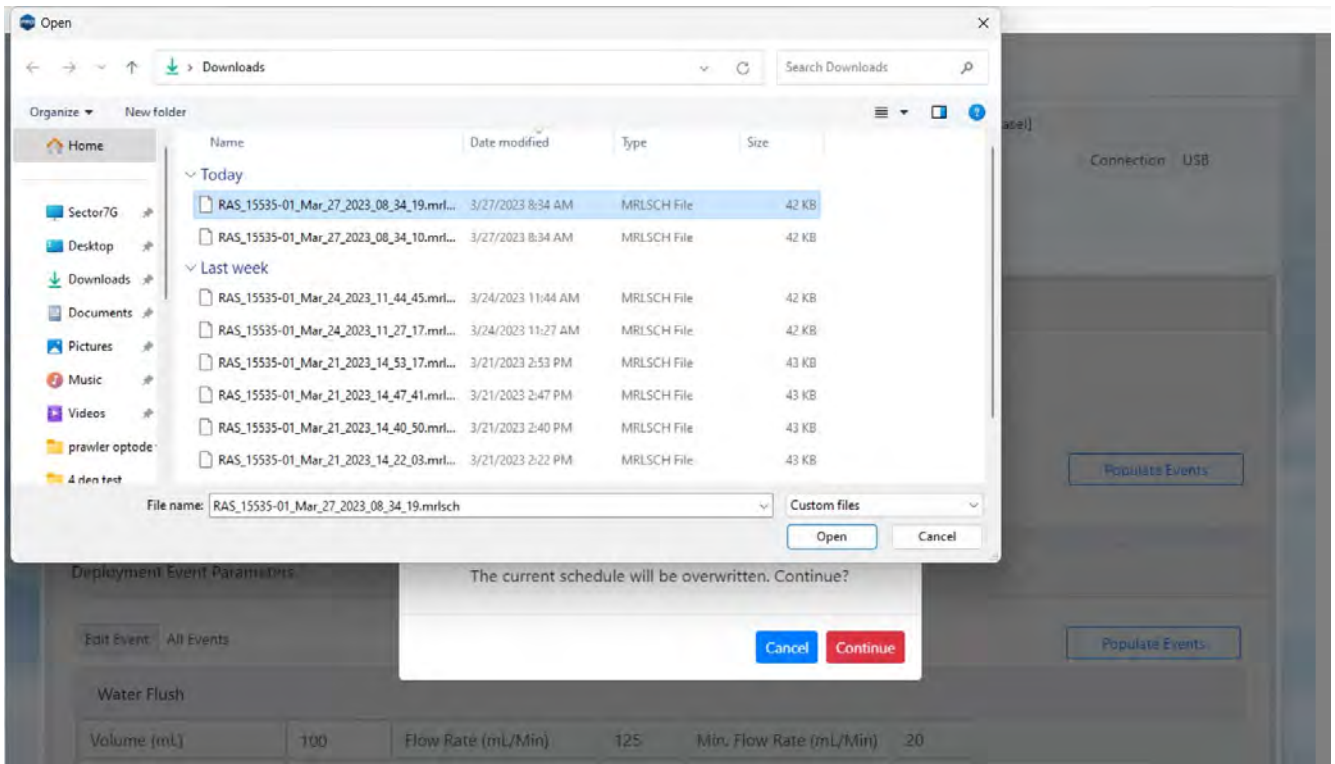 Open
Downloads
Search Downloads
Organize
New folder
Home
Sector7G
Desktop
Downloads
Documents
Pictures
Music
Videos
prawler optode
4 deg test
Name Date modified Type Size
Today
RAS_15535-01_Mar_27_2023_08_34_19.mrl... 3/27/2023 8:34 AM MRLSCH File 42 KB
RAS_15535-01_Mar_27_2023_08_34_10.mrl... 3/27/2023 8:34 AM MRLSCH File 42 KB
Last week
RAS_15535-01_Mar_24_2023_11_44_45.mrl... 3/24/2023 11:44 AM MRLSCH File 42 KB
RAS_15535-01_Mar_24_2023_11_27_17.mrl... 3/24/2023 11:27 AM MRLSCH File 42 KB
RAS_15535-01_Mar_21_2023_14_53_17.mrl... 3/21/2023 2:53 PM MRLSCH File 43 KB
RAS_15535-01_Mar_21_2023_14_47_41.mrl... 3/21/2023 2:47 PM MRLSCH File 43 KB
RAS_15535-01_Mar_21_2023_14_40_50.mrl... 3/21/2023 2:40 PM MRLSCH File 43 KB
RAS_15535-01_Mar_21_2023_14_22_03.mrl... 3/21/2023 2:22 PM MRLSCH File 43 KB
File name: RAS_15535-01_Mar_27_2023_08_34_19.mrlsch
Custom files
Open Cancel
Connection USB
Populate Events
The current schedule will be overwritten. Continue?
Cancel Continue
Deployment Event Parameters
Edit Event All Events
Populate Events
Water Flush
Volume (mL) 100 Flow Rate (mL/Min) 125 Min. Flow Rate (mL/Min) 20